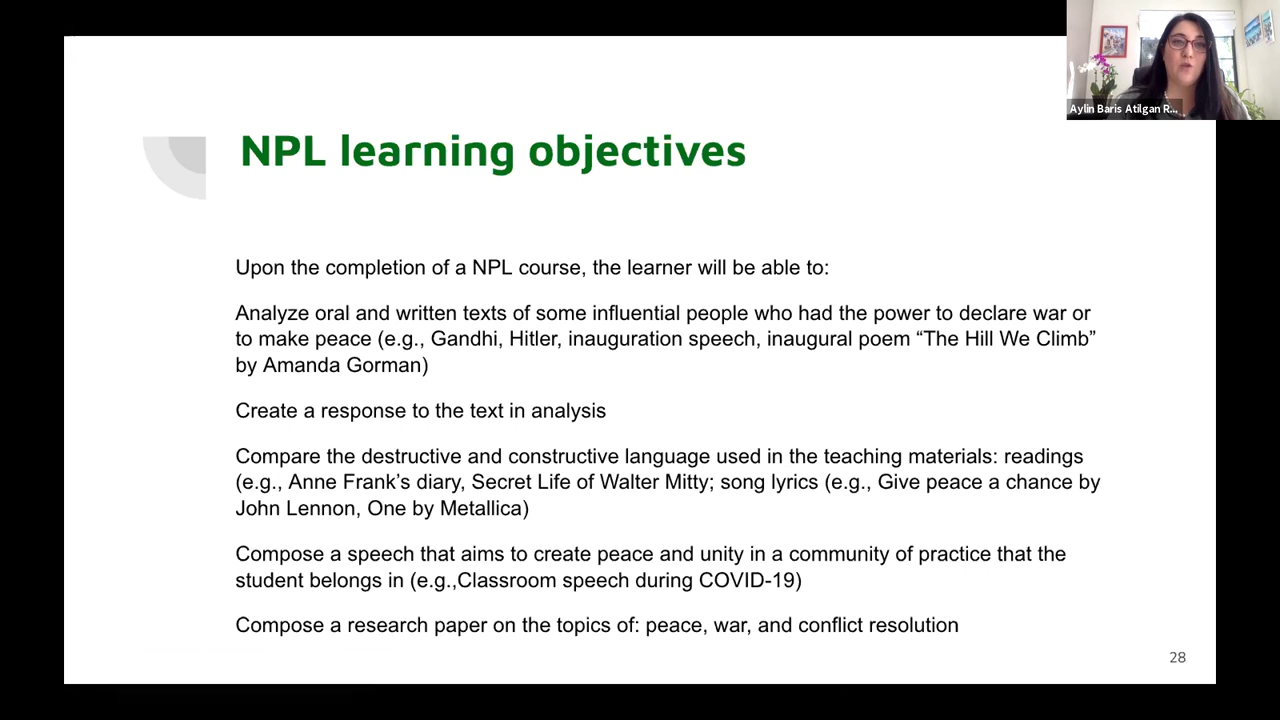 Aylin Baris Atilgan R...
NPL learning objectives
Upon the completion of a NPL course, the learner will be able to:
Analyze oral and written texts of some influential people who had the power to declare war or
to make peace (e.g., Gandhi, Hitler, inauguration speech, inaugural poem “The Hill We Climb”
by Amanda Gorman)
Create a response to the text in analysis
Compare the destructive and constructive language used in the teaching materials: readings
(e.g., Anne Frank’s diary, Secret Life of Walter Mitty; song lyrics (e.g., Give peace a chance by
John Lennon, One by Metallica)
Compose a speech that aims to create peace and unity in a community of practice that the
student belongs in (e.g.,Classroom speech during COVID-19)
Compose a research paper on the topics of: peace, war, and conflict resolution
28